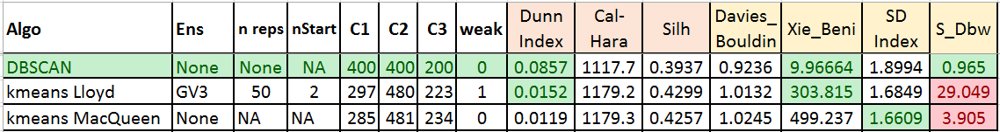 Algo Ens n reps nStart C1 C2 C3 weak Dunn Index Cal-Hara Silh Davies_Bouldin Xie_Beni SD Index S_Dbw
DBSCAN None None NA 400 400 200 0 0.0857 1117.7 0.3937 0.9236 9.96664 1.8994 0.965
kmeans Lloyd GV3 50 2 297 480 223 1 0.0152 1179.2 0.4299 1.0132 303.815 1.6849 29.049
kmeans MacQueen None NA NA 285 481 234 0 0.0119 1179.3 0.4257 1.0245 499.237 1.6609 3.905